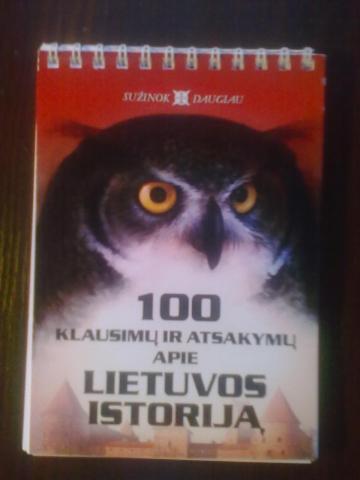 SUŽINOK DAUGIAU
100
KLAUSIMŲ IR ATSAKYMŲ
APIE
LIETUVOS
ISTORIJĄ